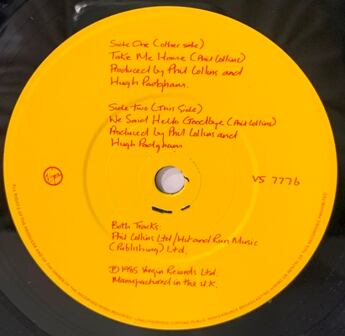 Side One (other side)
Take Me Home (Phil Collins)
Produced by Phil Collins and
Hugh Padgham.
Side Two (This Side)
We Said Hello Goodbye (Phil Collins)
Produced by Phil Collins and
Hugh Padgham
Virgin
VS 777b
Both Tracks:
Phil Collins Ltd/Hit and Run Music
(Publishing) Ltd.
℗1985 Virgin Records Ltd.
Manufactured in the U.K.